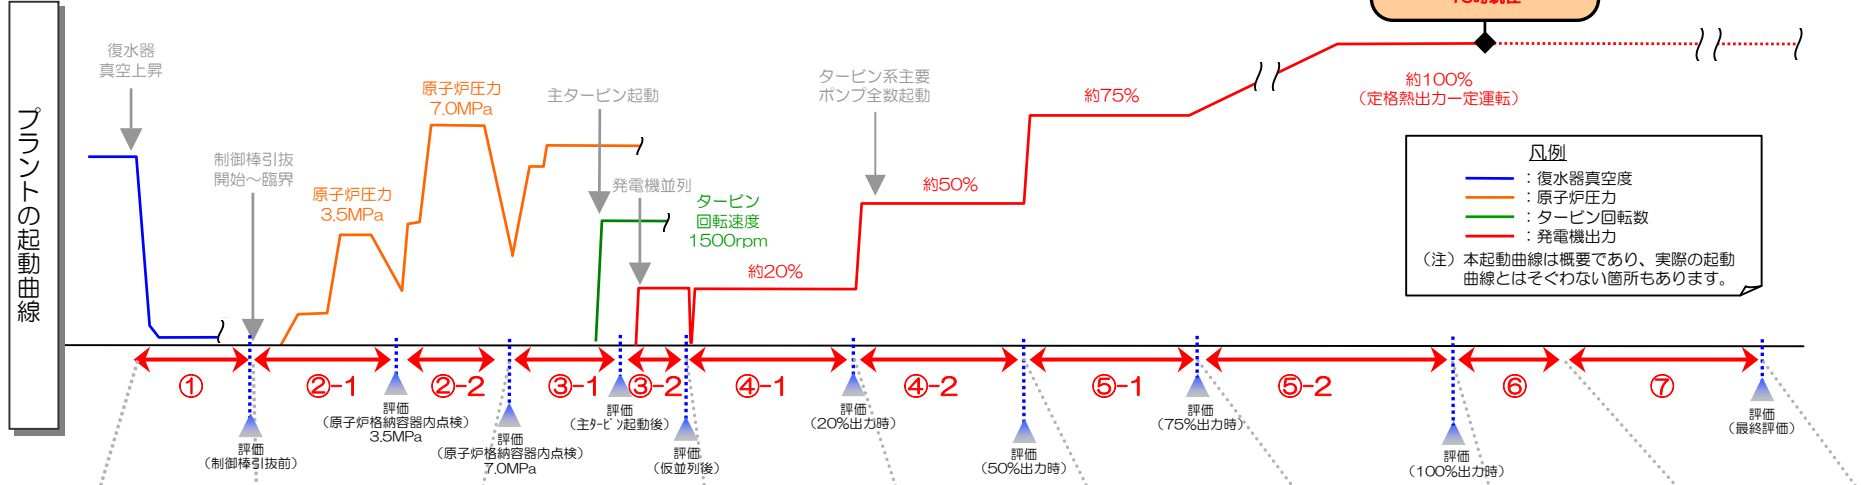 プラントの起動曲線
復水器
真空上昇
制御棒引抜
開始～臨界
原子炉圧力
3.5MPa
原子炉圧力
7.0MPa
主タービン起動
発電機並列
タービン
回転速度
1500rpm
約20%
タービン系主要
ポンプ全数起動
約50%
約75%
約100%
（定格熱出力一定運転）
凡例
：復水器真空度
：原子炉圧力
：タービン回転数
：発電機出力
（注）本起動曲線は概要であり、実際の起動
曲線とはそぐわない箇所もあります。
①
②-1
②-2
③-1
③-2
④-1
④-2
⑤-1
⑤-2
⑥
⑦
評価
（制御棒引抜前）
評価
（原子炉格納容器内点検）
3.5MPa
評価
（原子炉格納容器内点検）
7.0MPa
評価
（主ﾀｰﾋﾞﾝ起動後）
評価
（仮並列後）
評価
（20%出力時）
評価
（50%出力時）
評価
（75%出力時）
評価
（100%出力時）
評価
（最終評価）